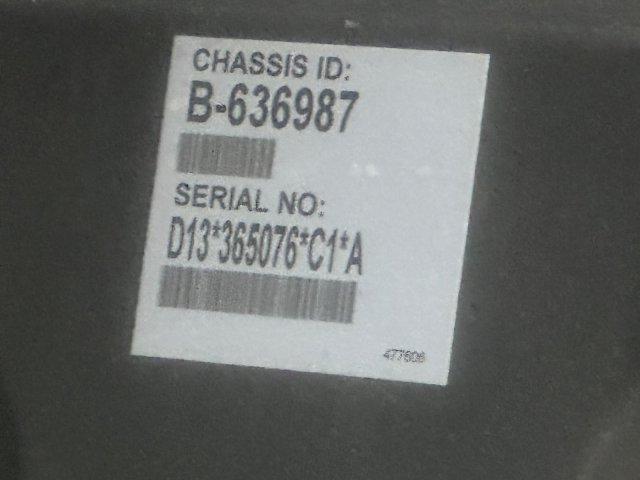 CHASSIS ID:
B-636987
SERIAL NO:
D13*365076*C1*A
477606